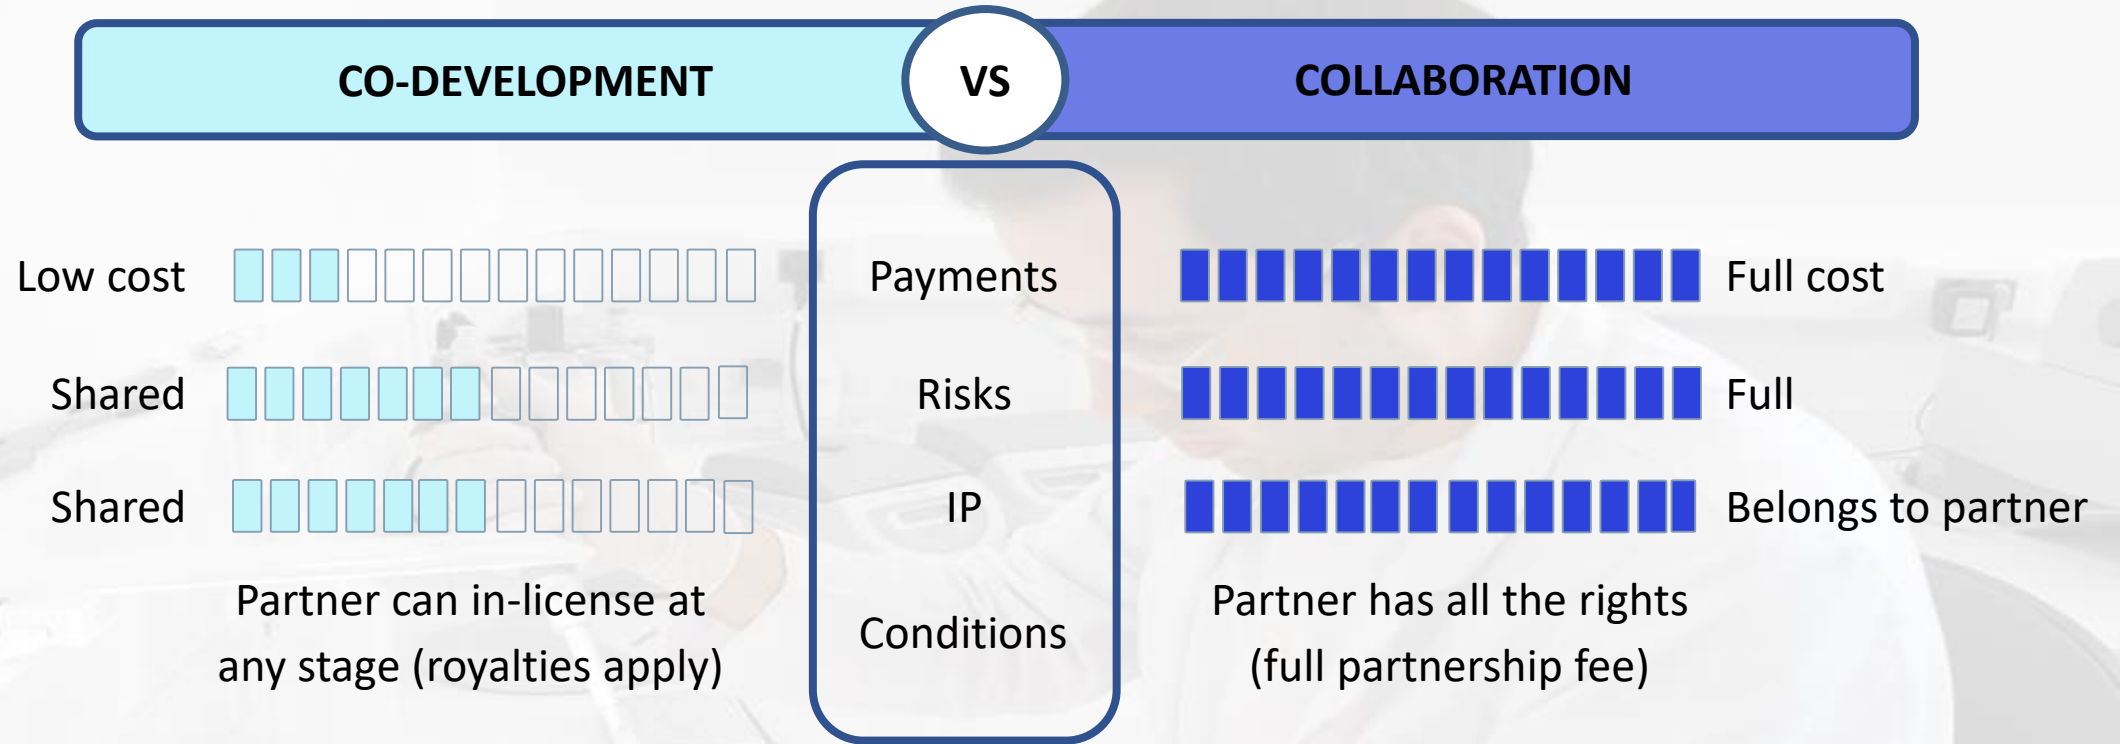 CO-DEVELOPMENT
VS
COLLABORATION
Low cost
Payments
Full cost
Shared
Risks
Full
Shared
IP
Belongs to partner
Partner can in-license at
any stage (royalties apply)
Conditions
Partner has all the rights
(full partnership fee)